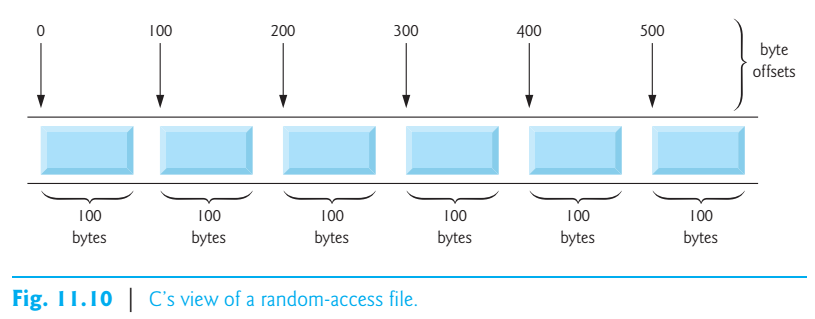 0 100 200 300 400 500
byte
offsets
100 100 100 100 100 100
bytes bytes bytes bytes bytes bytes
Fig. 11.10 | C's view of a random-access file.